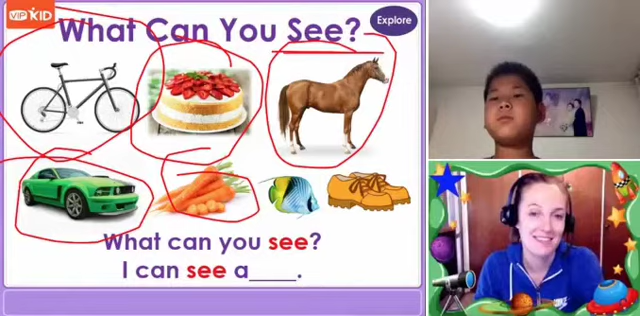 VIPKID
What Can You See?
Explore
What can you see?
I can see a____.